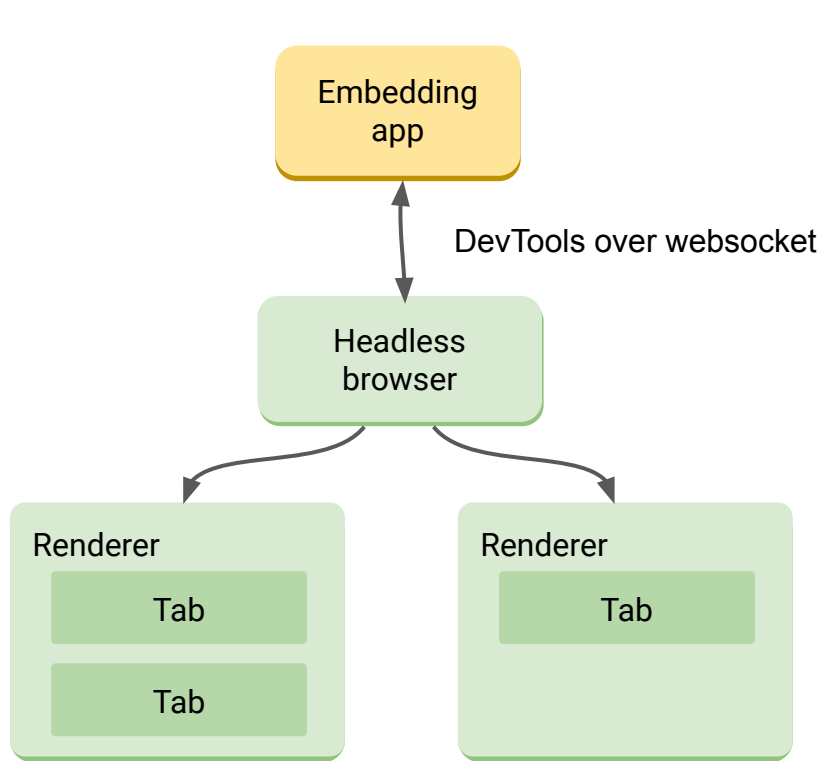 Embedding
app
DevTools over websocket
Headless
browser
Renderer
Tab
Tab
Renderer
Tab